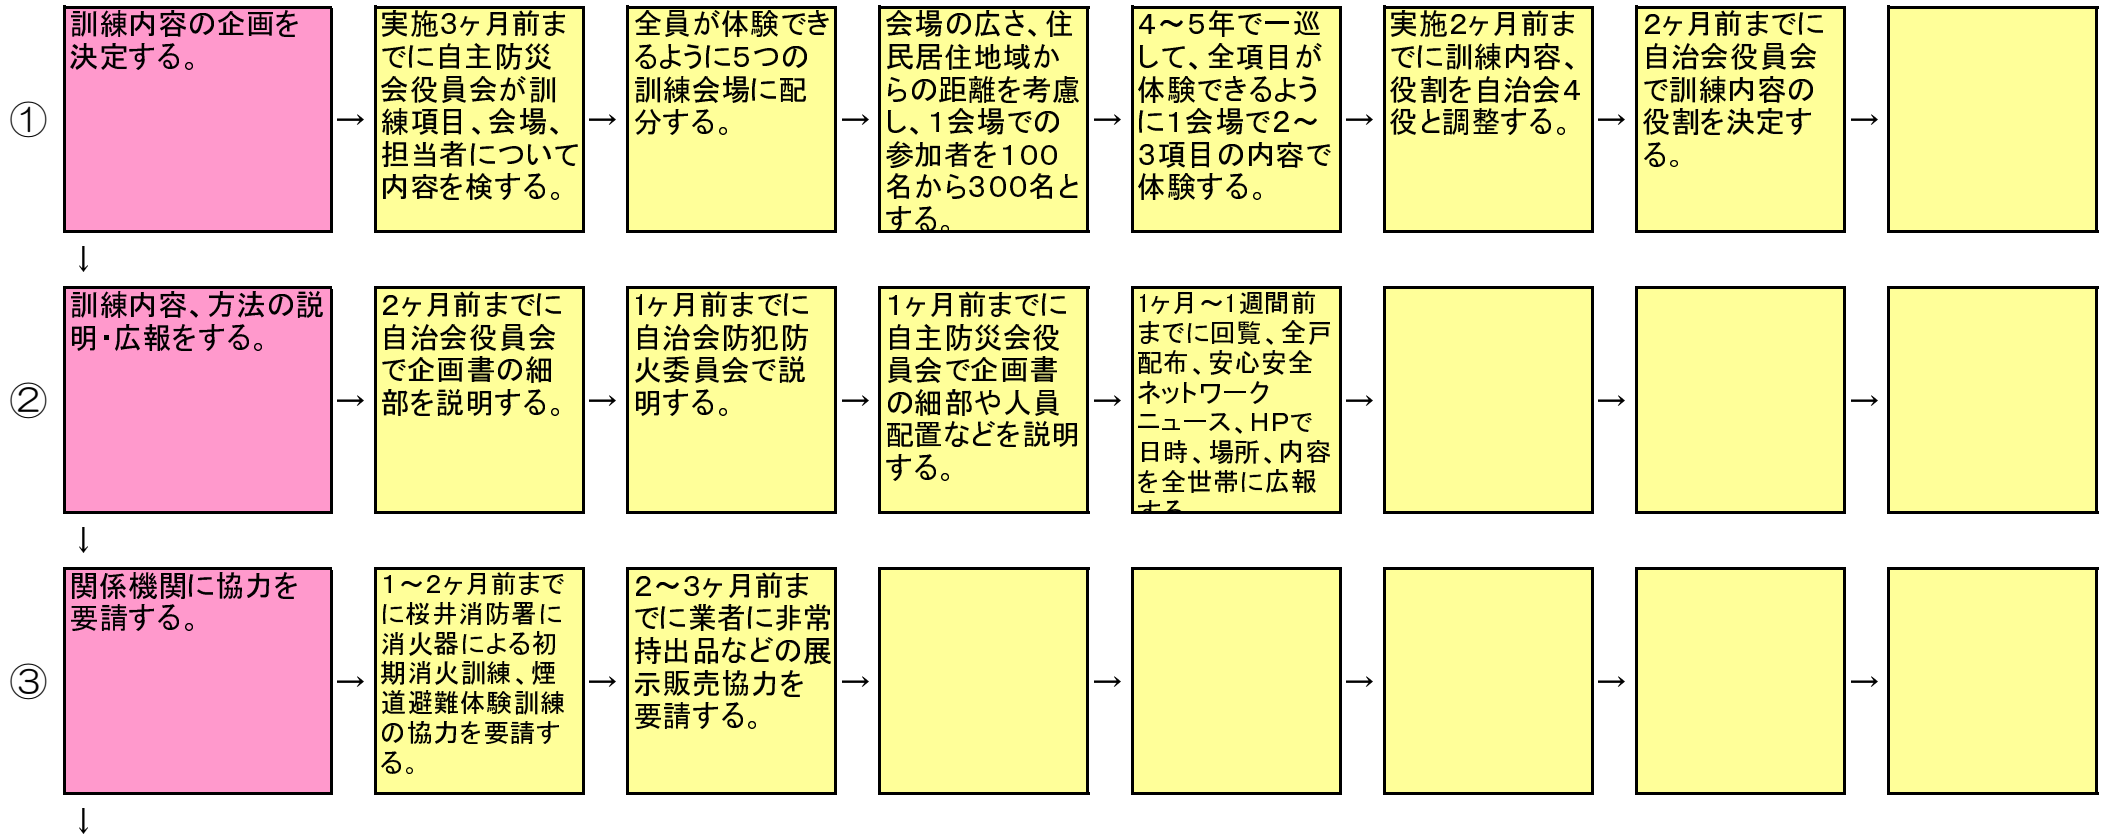 ①
訓練内容の企画を
決定する。
→
実施3ヶ月前ま
でに自主防災
会役員会が訓
練項目、会場、
担当者について
内容を検する。
→
全員が体験でき
るように5つの
訓練会場に配
分する。
→
会場の広さ、住
民居住地域か
らの距離を考慮
し、1会場での
参加者を100
名から300名と
する。
→
4～5年で一巡
して、全項目が
体験できるよう
に1会場で2～
3項目の内容で
体験する。
→
実施2ヶ月前ま
でに訓練内容、
役割を自治会4
役と調整する。
→
2ヶ月前までに
自治会役員会
で訓練内容の
役割を決定す
る。
→
↓
②
訓練内容、方法の説
明・広報をする。
→
2ヶ月前までに
自治会役員会
で企画書の細
部を説明する。
→
1ヶ月前までに
自治会防犯防
火委員会で説
明する。
→
1ヶ月前までに
自主防災会役
員会で企画書
の細部や人員
配置などを説明
する。
→
1ヶ月～1週間前
までに回覧、全戸
配布、安心安全
ネットワーク
ニュース、HPで
日時、場所、内容
を全世帯に広報
する
→
→
→
↓
③
関係機関に協力を
要請する。
→
1～2ヶ月前まで
に桜井消防署に
消火器による初
期消火訓練、煙
道避難体験訓練
の協力を要請す
る。
→
2～3ヶ月前ま
でに業者に非常
持出品などの展
示販売協力を
要請する。
→
→
→
→
→
↓